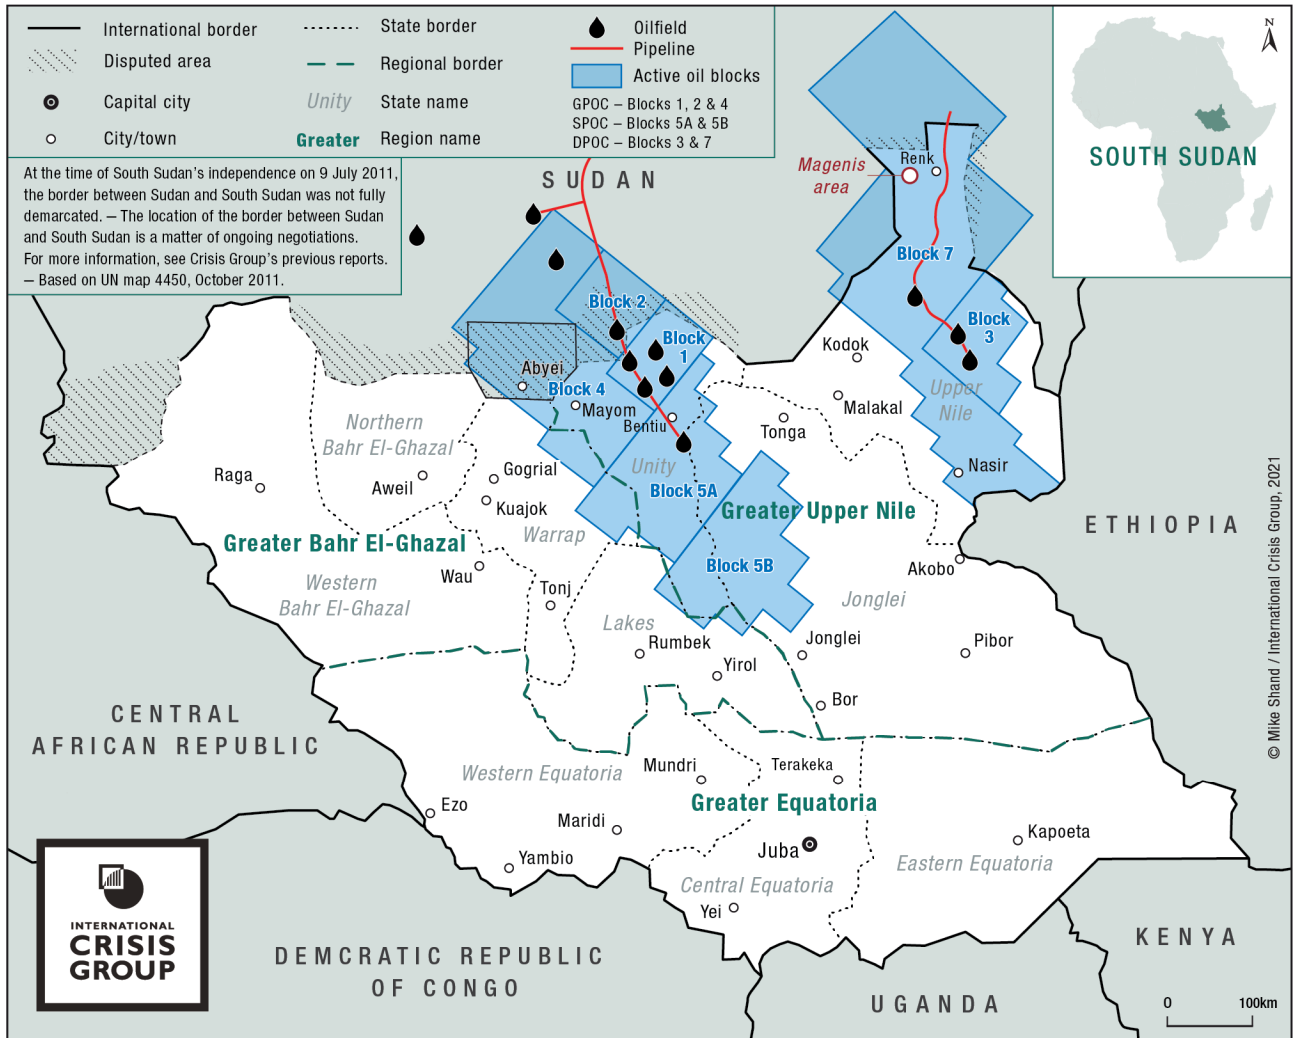 International border
Disputed area
Capital city
City/town
State border
Regional border
Unity
State name
Greater
Region name
Oilfield
Pipeline
Active oil blocks
GPOC – Blocks 1, 2 & 4
SPOC – Blocks 5A & 5B
DPOC – Blocks 3 & 7
At the time of South Sudan's independence on 9 July 2011,
the border between Sudan and South Sudan was not fully
demarcated. – The location of the border between Sudan
and South Sudan is a matter of ongoing negotiations.
For more information, see Crisis Group's previous reports.
– Based on UN map 4450, October 2011.
N
SOUTH SUDAN
SUDAN
Magenis
area
Renk
Block 7
Block 2
Block
1
Block
3
Kodok
Abyei
Block 4
Mayom
Bentiu
Upper
Nile
Malakal
Tonga
Northern
Bahr El-Ghazal
Raga
Aweil
Gogrial
Kuajok
Unity
Nasir
Block 5A
Greater Upper Nile
ETHIOPIA
Warrap
Greater Bahr El-Ghazal
Block 5B
Akobo
Wau
Western
Bahr El-Ghazal
Tonj
Jonglei
Lakes
Rumbek
Jonglei
Pibor
Yirol
Bor
CENTRAL
AFRICAN REPUBLIC
Western Equatoria
Mundri
Terakeka
Greater Equatoria
Ezo
Maridi
Kapoeta
Juba
Yambio
Eastern Equatoria
Central Equatoria
Yei
INTERNATIONAL
CRISIS
GROUP
DEMCRATIC REPUBLIC
OF CONGO
KENYA
UGANDA
0 100km
© Mike Shand / International Crisis Group, 2021